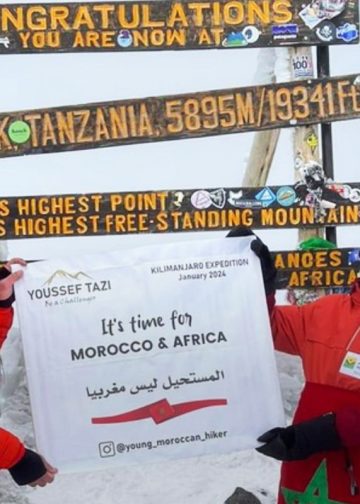 NGRATULATIONS
YOU ARE NOW AT
K, TANZANIA, 5895M/19341Ft
S HIGHEST POINT
S HIGHEST FREE-STANDING MOUNTAIN
ANOES
AFRICA
YOUSSEF TAZI
Be a Challenger
KILIMANJARO EXPEDITION
January 2024
It's time for
MOROCCO & AFRICA
المستحيل ليس مغربيا
@young_moroccan_hiker